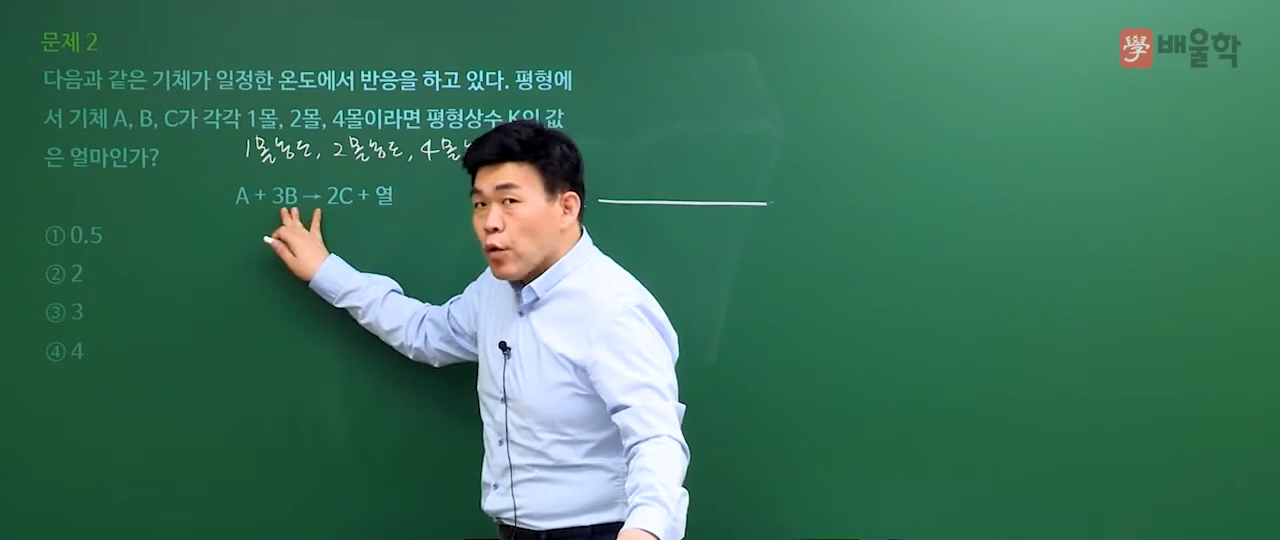 문제 2
學 배울학
다음과 같은 기체가 일정한 온도에서 반응을 하고 있다. 평형에
서 기체 A, B, C가 각각 1몰, 2몰, 4몰이라면 평형상수 K의 값
1몰농도, 2몰농도, 4몰
은 얼마인가?
A + 3B → 2C + 열
① 0.5
② 2
③ 3
④ 4